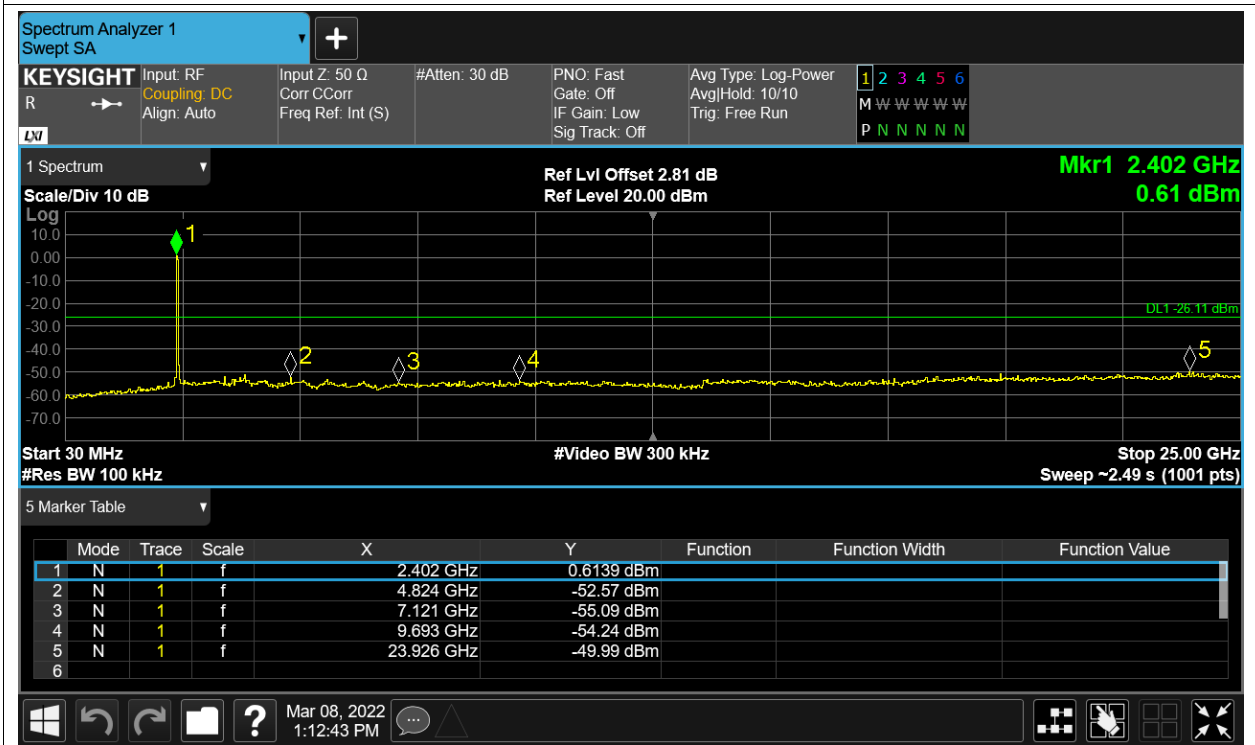 Spectrum Analyzer 1
Swept SA
+
KEYSIGHT Input: RF Input Z: 50 Ω #Atten: 30 dB PNO: Fast Avg Type: Log-Power 1 2 3 4 5 6
R Coupling: DC Corr CCorr Gate: Off Avg|Hold: 10/10 M W W W W W
Align: Auto Freq Ref: Int (S) IF Gain: Low Trig: Free Run
LXI Sig Track: Off P N N N N N
1 Spectrum Ref Lvl Offset 2.81 dB Mkr1 2.402 GHz
Scale/Div 10 dB Ref Level 20.00 dBm 0.61 dBm
Log
10.0 1
0.00
-10.0
-20.0
DL1 -26.11 dBm
-30.0
-40.0
2 3 4 5
-50.0
-60.0
-70.0
Start 30 MHz #Video BW 300 kHz Stop 25.00 GHz
#Res BW 100 kHz Sweep ~2.49 s (1001 pts)
5 Marker Table
Mode Trace Scale X Y Function Function Width Function Value
1 N 1 f 2.402 GHz 0.6139 dBm
2 N 1 f 4.824 GHz -52.57 dBm
3 N 1 f 7.121 GHz -55.09 dBm
4 N 1 f 9.693 GHz -54.24 dBm
5 N 1 f 23.926 GHz -49.99 dBm
6
? Mar 08, 2022
1:12:43 PM